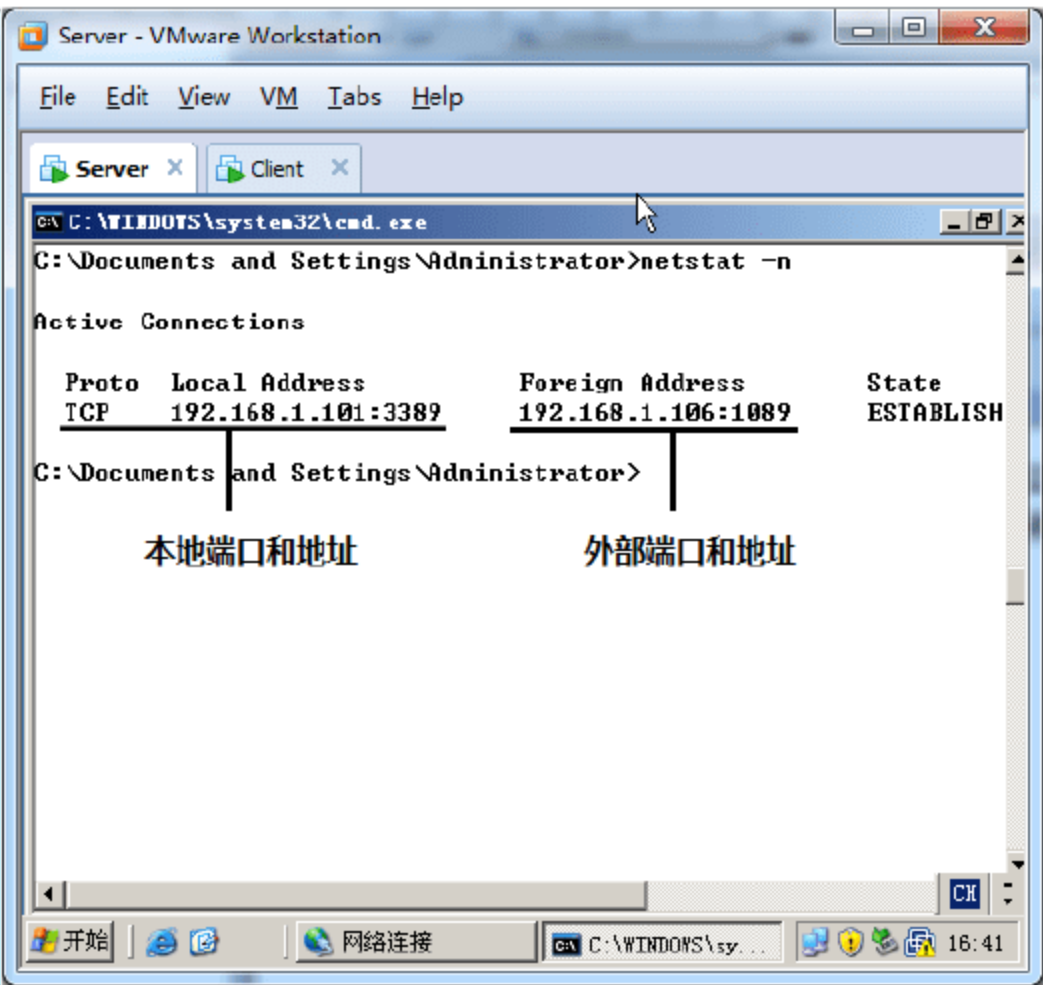 Server - VMware Workstation
File Edit View VM Tabs Help
Server Client
C:\WINDOWS\system32\cmd.exe
C:\Documents and Settings\Administrator>netstat -n
Active Connections
Proto Local Address Foreign Address State
TCP 192.168.1.101:3389 192.168.1.106:1089 ESTABLISH
C:\Documents and Settings\Administrator>
本地端口和地址 外部端口和地址
CH
开始 网络连接 C:\WINDOWS\sy... 16:41